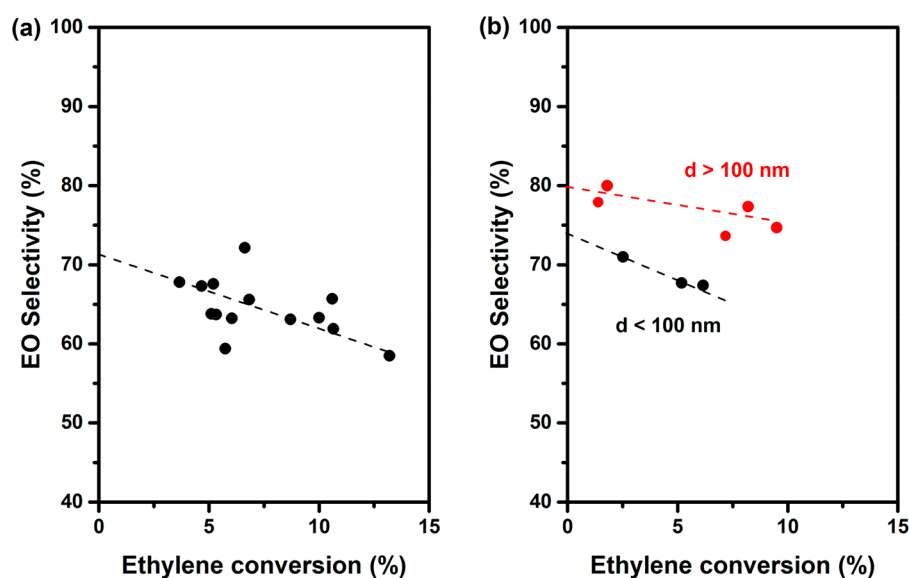 (a)
100
90
80
70
60
50
40
EO Selectivity (%)
0 5 10 15
Ethylene conversion (%)
(b)
100
90
80
70
60
50
40
EO Selectivity (%)
d > 100 nm
d < 100 nm
0 5 10 15
Ethylene conversion (%)